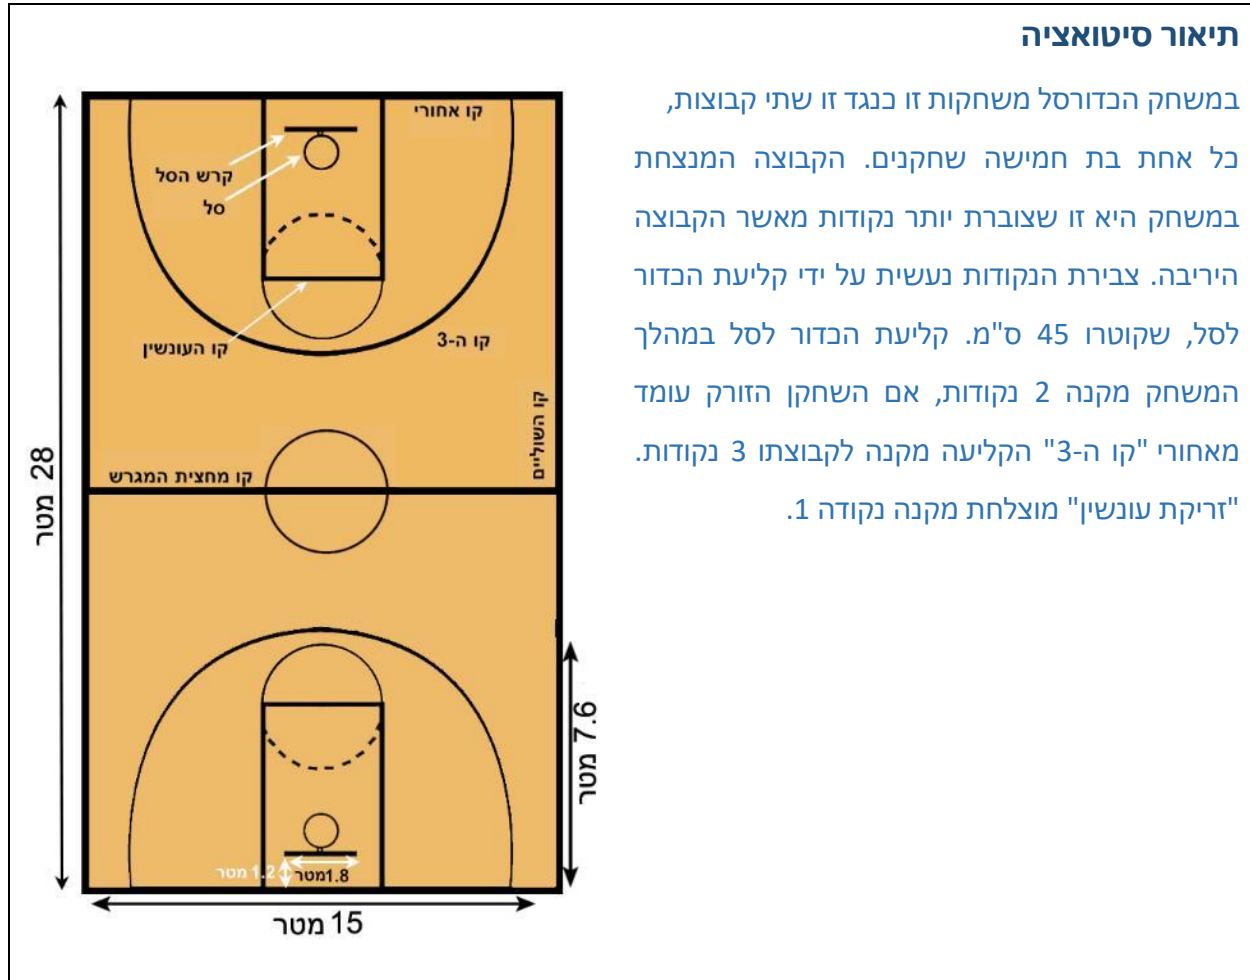 תיאור סיטואציה
במשחק הכדורסל משחקות זו כנגד זו שתי קבוצות,
כל אחת בת חמישה שחקנים. הקבוצה המנצחת
במשחק היא זו שצוברת יותר נקודות מאשר הקבוצה
היריבה. צבירת הנקודות נעשית על ידי קליעת הכדור
לסל, שקוטרו 45 ס"מ. קליעת הכדור לסל במהלך
המשחק מקנה 2 נקודות, אם השחקן הזורק עומד
מאחורי "קו ה-3" הקליעה מקנה לקבוצתו 3 נקודות.
"זריקת עונשין" מוצלחת מקנה נקודה 1.
קו אחורי
קרש הסל
סל
קו העונשין
קו ה-3
קו השוליים
קו מחצית המגרש
28 מטר
7.6 מטר
1.2 מטר
1.8מטר
15 מטר